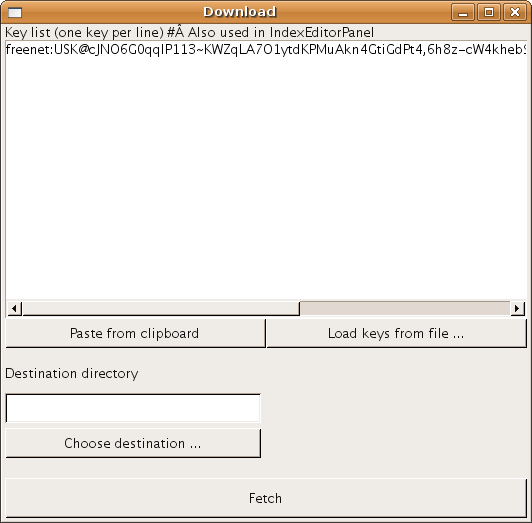 Download
Key list (one key per line) #Â Also used in IndexEditorPanel
freenet:USK@cJNO6G0qqIP113~KWZqLA7O1ytdKPMuAkn4GtiGdPt4,6h8z-cW4khebS
Paste from clipboard
Load keys from file ...
Destination directory
Choose destination ...
Fetch